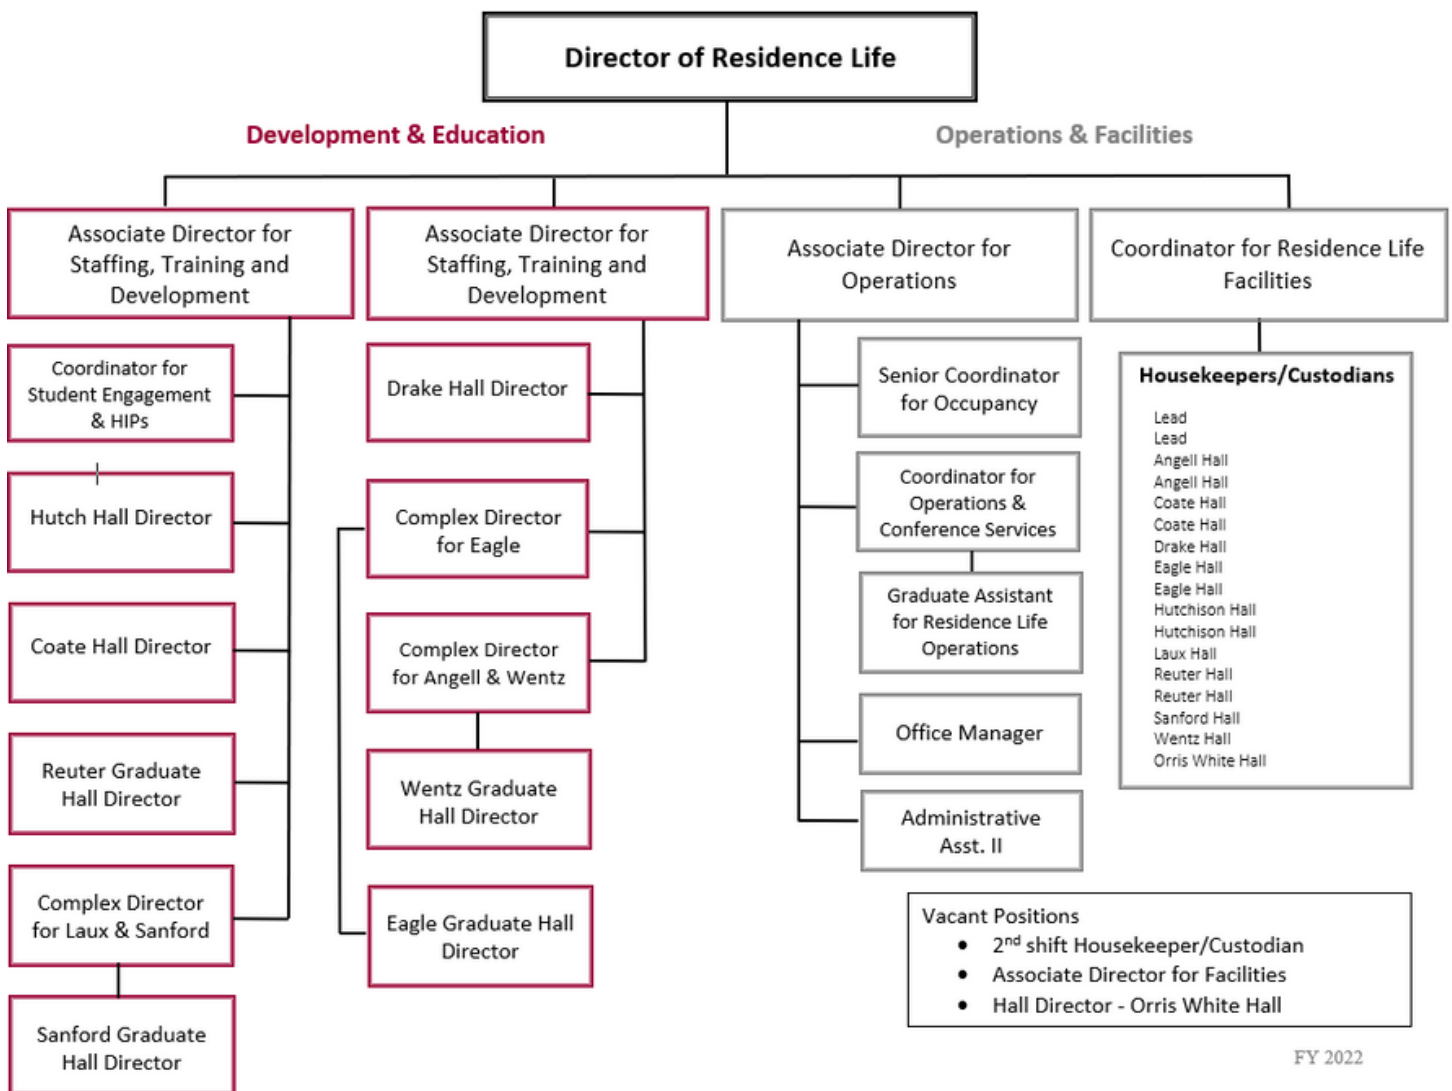 Director of Residence Life
Development & Education
Operations & Facilities
Associate Director for
Staffing, Training and
Development
Coordinator for
Student Engagement
& HIPs
Hutch Hall Director
Coate Hall Director
Reuter Graduate
Hall Director
Complex Director
for Laux & Sanford
Sanford Graduate
Hall Director
Associate Director for
Staffing, Training and
Development
Drake Hall Director
Complex Director
for Eagle
Complex Director
for Angell & Wentz
Wentz Graduate
Hall Director
Eagle Graduate Hall
Director
Associate Director for
Operations
Senior Coordinator
for Occupancy
Coordinator for
Operations &
Conference Services
Graduate Assistant
for Residence Life
Operations
Office Manager
Administrative
Asst. II
Coordinator for Residence Life
Facilities
Housekeepers/Custodians
Lead
Lead
Angell Hall
Angell Hall
Coate Hall
Coate Hall
Drake Hall
Eagle Hall
Eagle Hall
Hutchison Hall
Hutchison Hall
Laux Hall
Reuter Hall
Reuter Hall
Sanford Hall
Wentz Hall
Orris White Hall
Vacant Positions
• 2nd shift Housekeeper/Custodian
• Associate Director for Facilities
• Hall Director - Orris White Hall
FY 2022